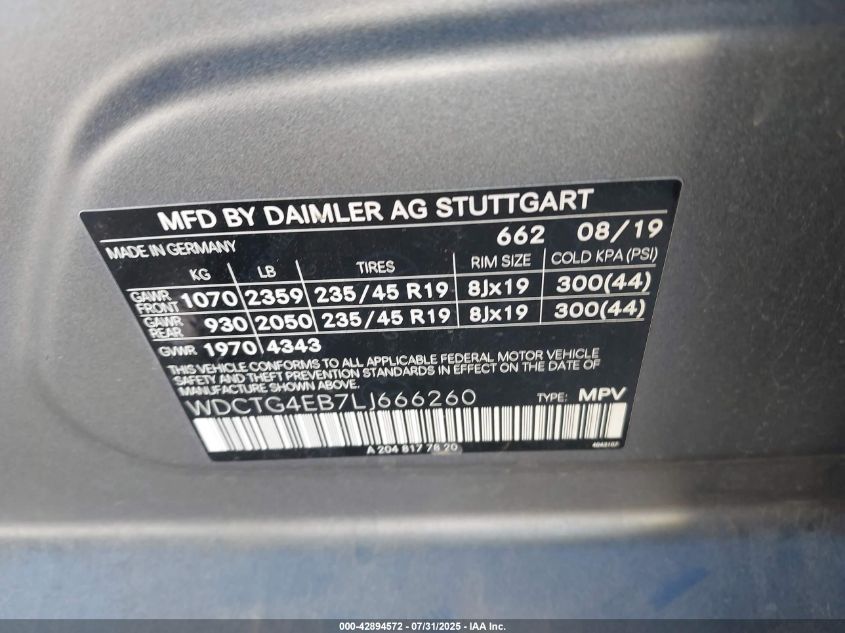 MFD BY DAIMLER AG STUTTGART
MADE IN GERMANY 662 08/19
KG LB TIRES RIM SIZE COLD KPA (PSI)
GAWR FRONT 1070 2359 235/45 R19 8Jx19 300(44)
GAWR REAR 930 2050 235/45 R19 8Jx19 300(44)
GVWR 1970 4343
THIS VEHICLE CONFORMS TO ALL APPLICABLE FEDERAL MOTOR VEHICLE
SAFETY AND THEFT PREVENTION STANDARDS IN EFFECT ON THE DATE OF
MANUFACTURE SHOWN ABOVE.
WDCTG4EB7LJ666260 TYPE: MPV
A 204 817 78 20
000-42894572 / 07/31/2025 - IAA Inc.